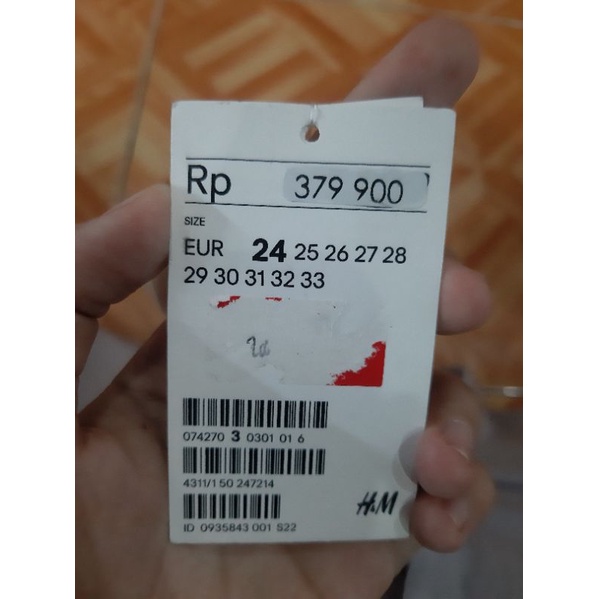 Rp 379 900
SIZE
EUR 24 25 26 27 28
29 30 31 32 33
074270 3 0301 01 6
4311/1 50 247214
H&M
ID 0935843 001 S22